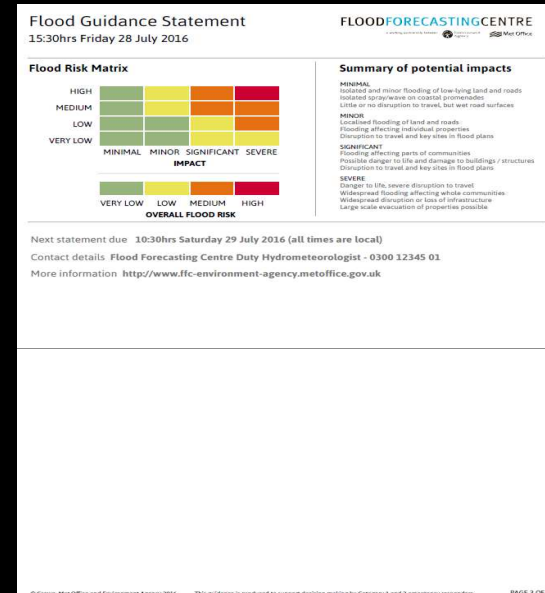 Flood Guidance Statement
15:30hrs Friday 28 July 2016
FLOODFORECASTINGCENTRE
Met Office
Flood Risk Matrix
HIGH
MEDIUM
LOW
VERY LOW
MINIMAL MINOR SIGNIFICANT SEVERE
IMPACT
VERY LOW LOW MEDIUM HIGH
OVERALL FLOOD RISK
Summary of potential impacts
MINIMAL
Isolated and minor flooding of low-lying land and roads
Isolated spray/wave on coastal promenades
Little or no disruption to travel, but wet road surfaces
MINOR
Localised flooding of land and roads
Flooding affecting individual properties
Disruption to travel and key sites in flood plans
SIGNIFICANT
Flooding affecting parts of communities
Possible danger to life and damage to buildings / structures
Disruption to travel and key sites in flood plans
SEVERE
Danger to life, severe disruption to travel
Widespread flooding affecting whole communities
Widespread disruption or loss of infrastructure
Large scale evacuation of properties possible
Next statement due 10:30hrs Saturday 29 July 2016 (all times are local)
Contact details Flood Forecasting Centre Duty Hydrometeorologist - 0300 12345 01
More information http://www.ffc-environment-agency.metoffice.gov.uk
PAGE 3 OF